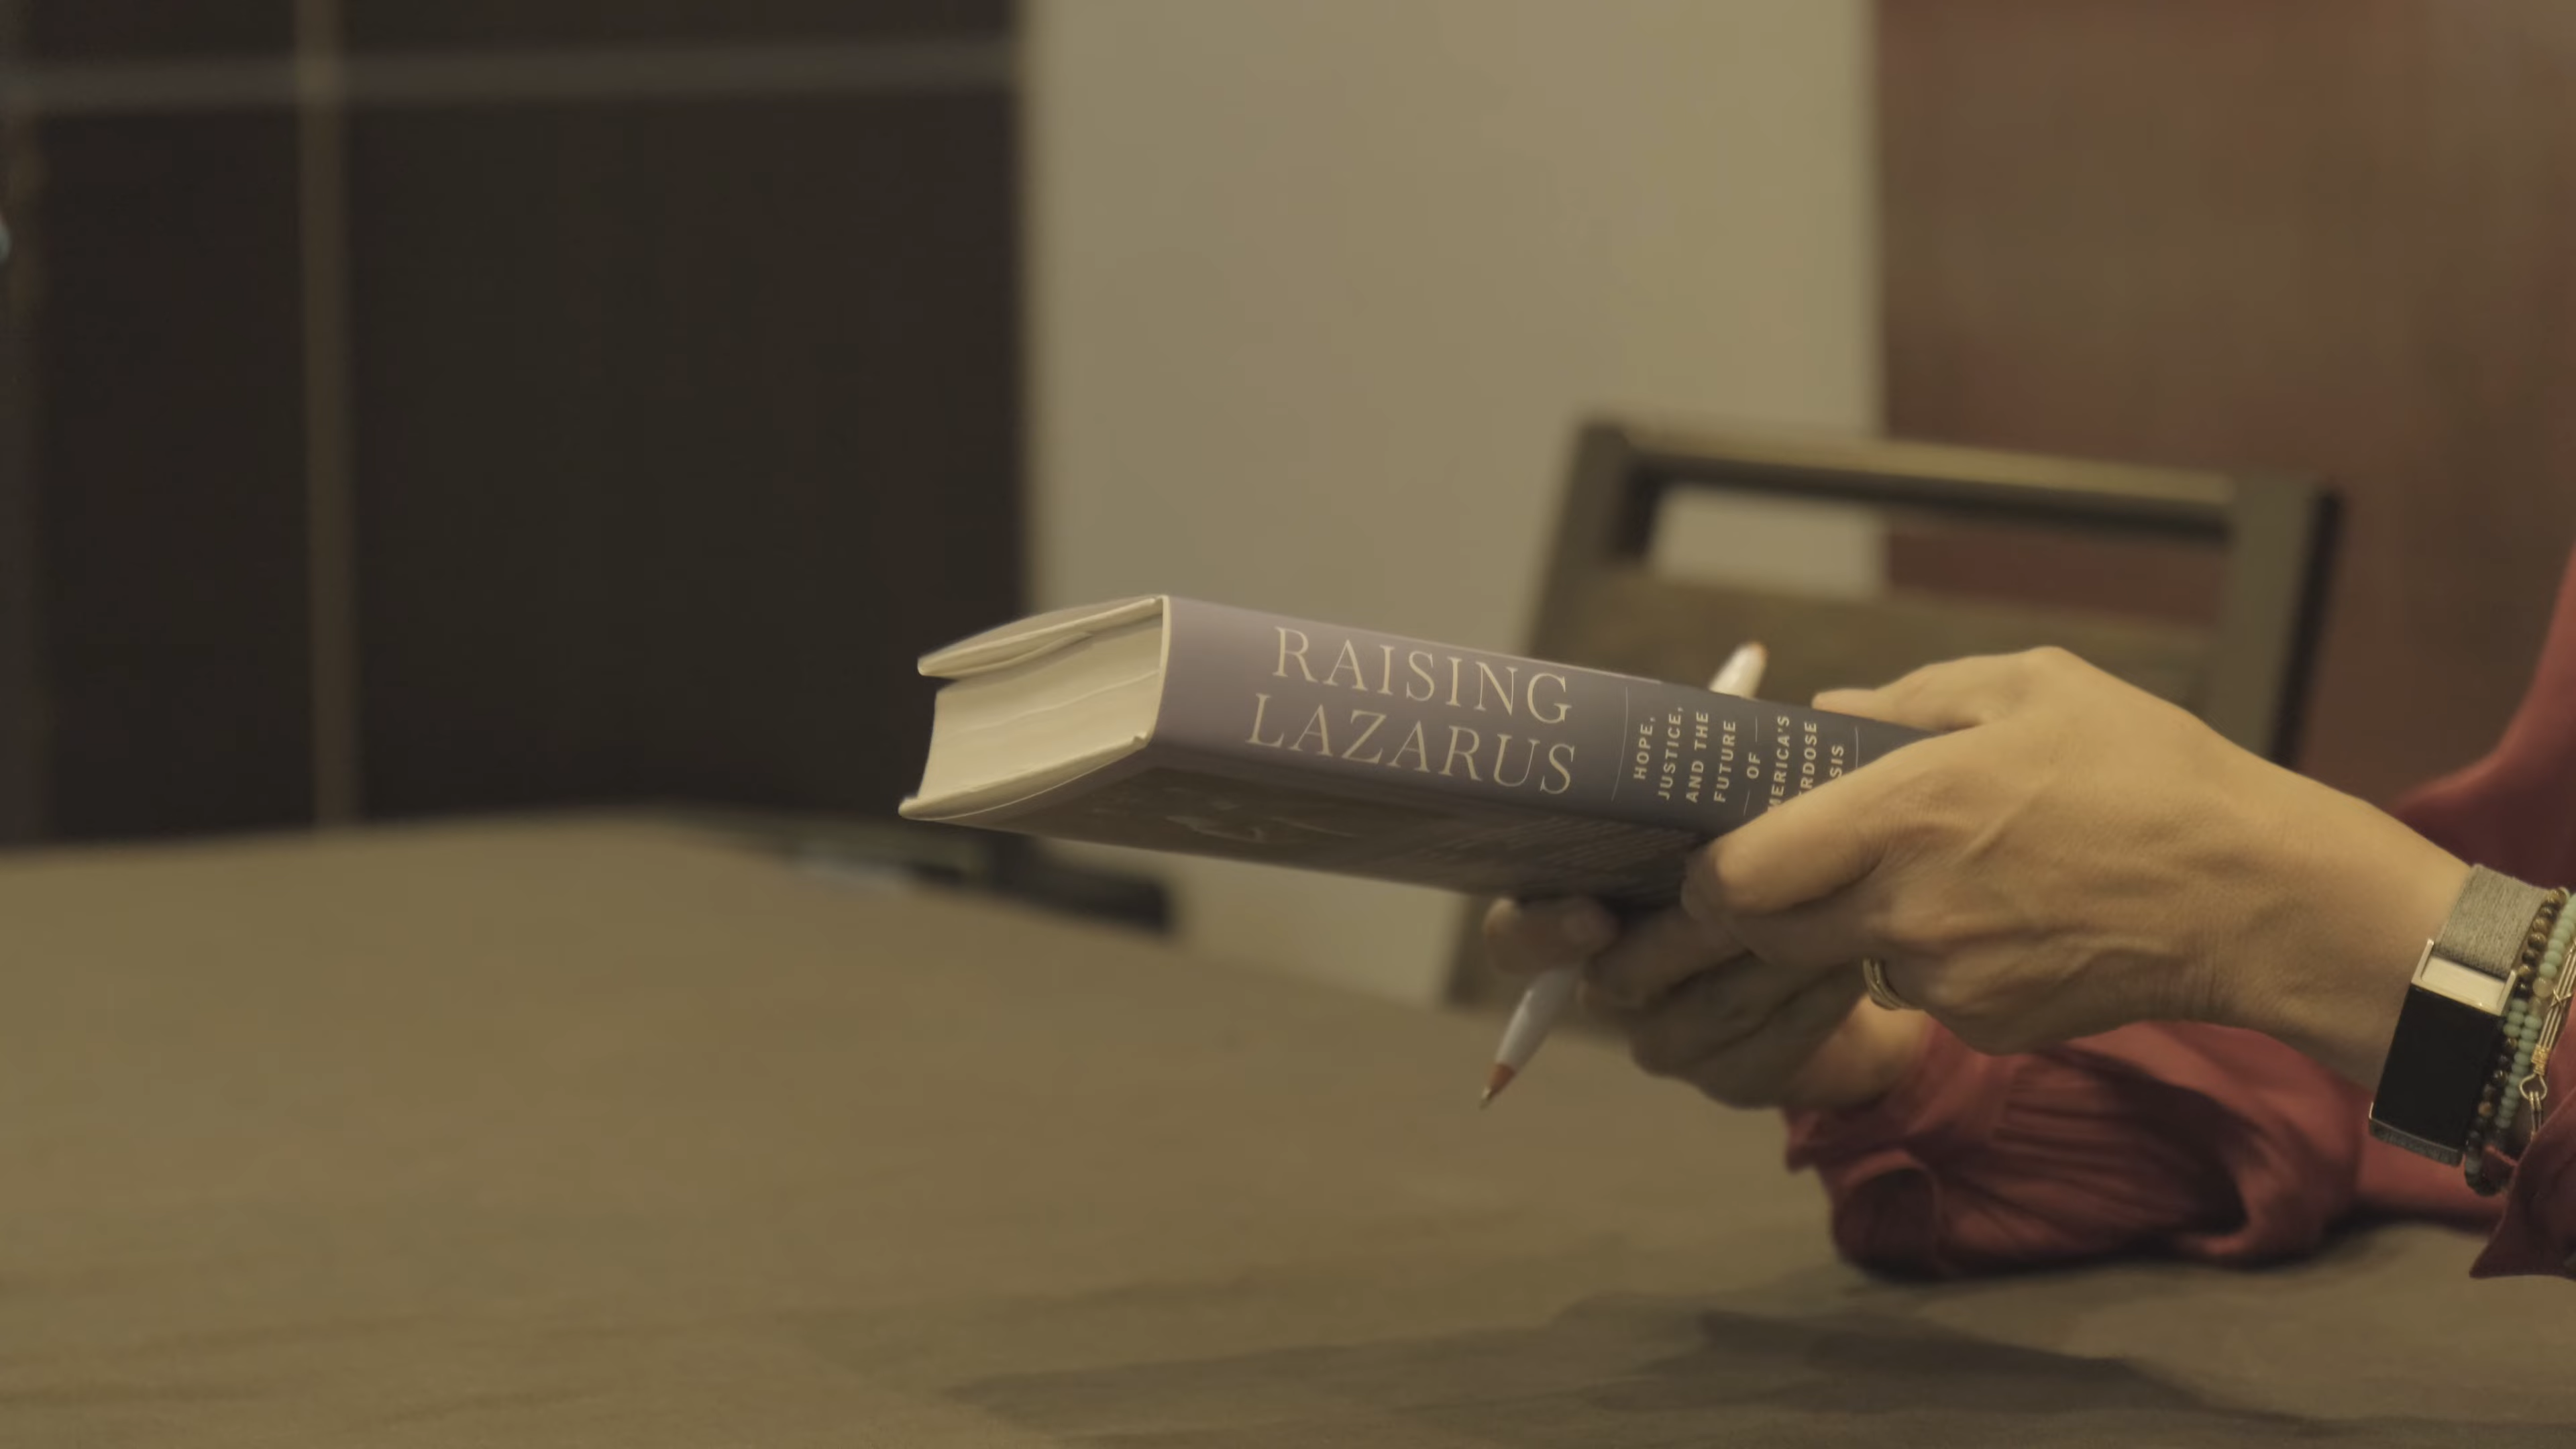 RAISING
LAZARUS
HOPE,
JUSTICE,
AND THE
FUTURE
OF